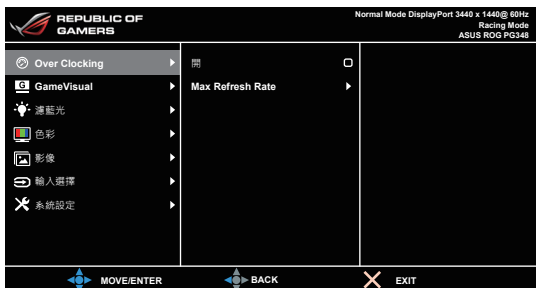 REPUBLIC OF
GAMERS
Normal Mode DisplayPort 3440 x 1440@ 60Hz
Racing Mode
ASUS ROG PG348
Over Clocking
開
G GameVisual
Max Refresh Rate
濾藍光
色彩
影像
輸入選擇
系統設定
MOVE/ENTER
BACK
EXIT